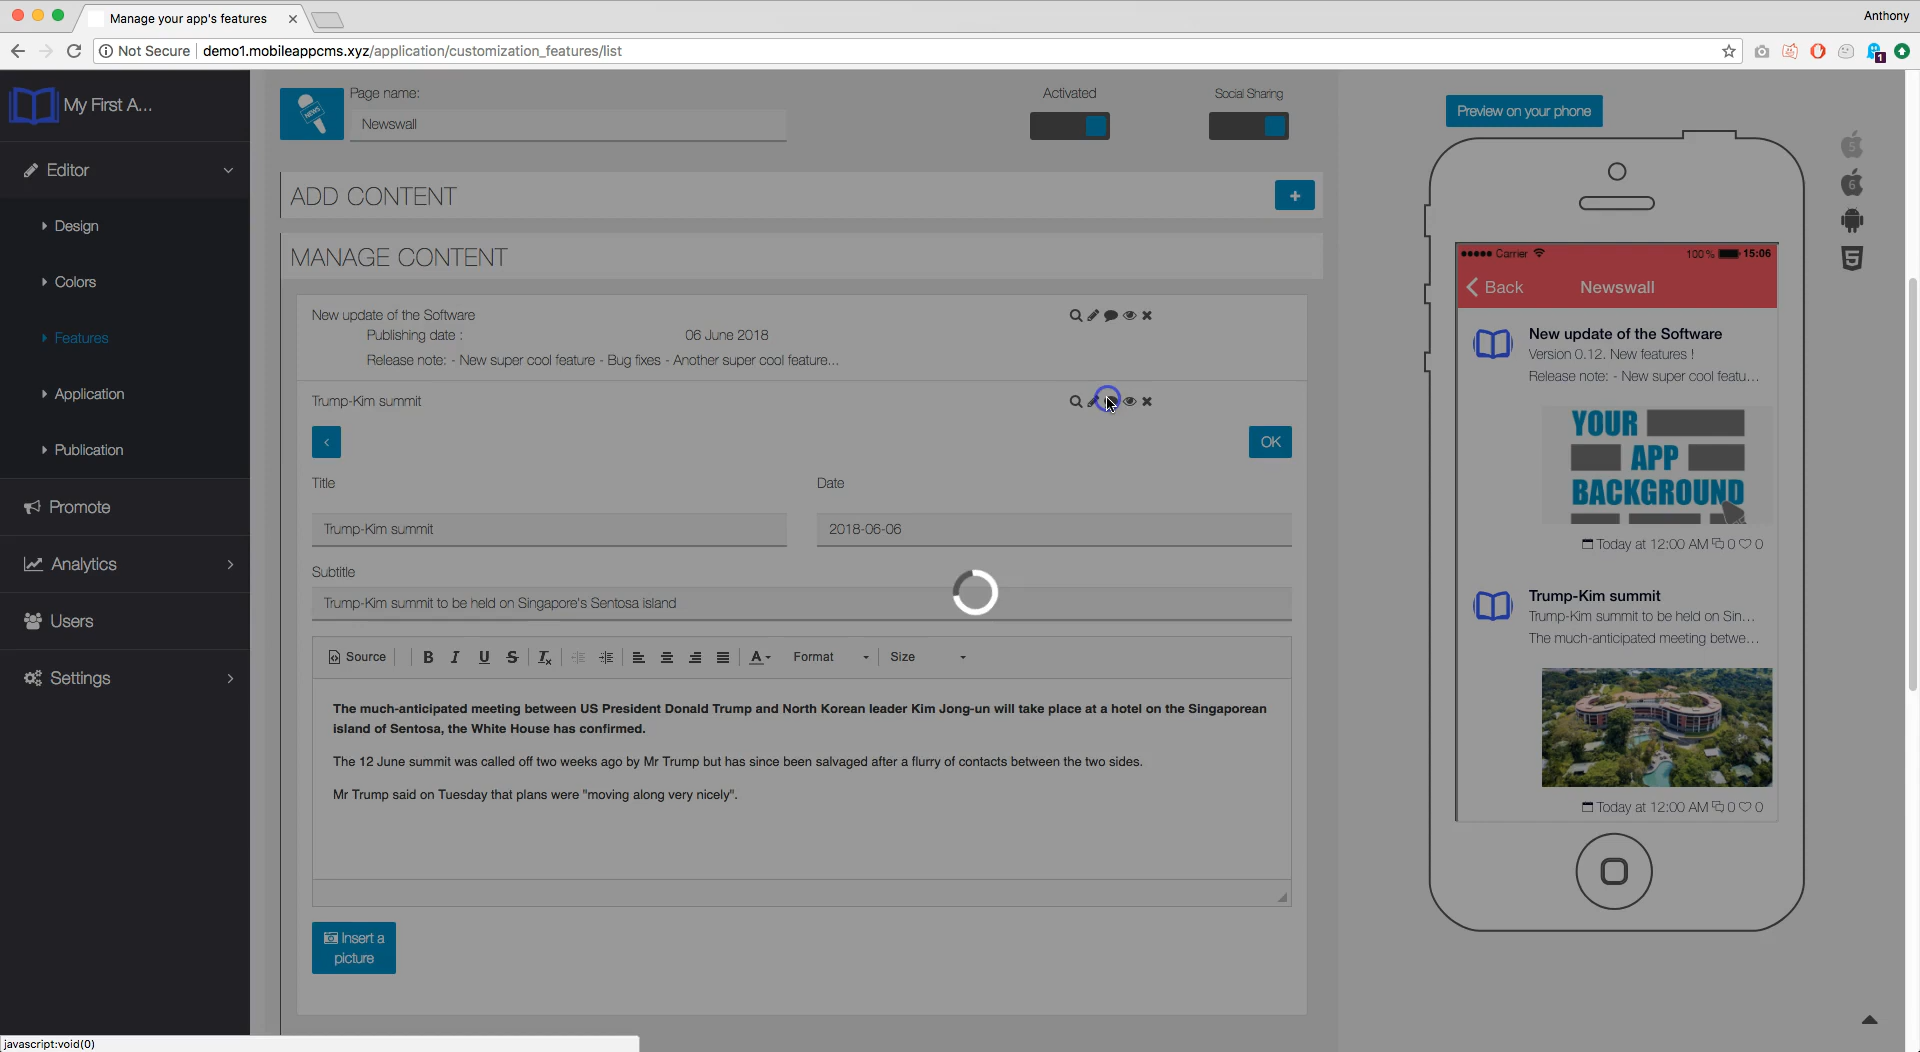 Manage your app's features
Anthony
Not Secure
demo1.mobileappcms.xyz/application/customization_features/list
1
My First A...
Editor
Design
Colors
Features
Application
Publication
Promote
Analytics
Users
Settings
NEWS
Page name:
Newswall
Activated
Social Sharing
ADD CONTENT
+
MANAGE CONTENT
New update of the Software
Publishing date :
06 June 2018
Release note: - New super cool feature - Bug fixes - Another super cool feature...
Trump-Kim summit
OK
Title
Date
Trump-Kim summit
2018-06-06
Subtitle
Trump-Kim summit to be held on Singapore's Sentosa island
Source
B I U S Ix A Format Size
The much-anticipated meeting between US President Donald Trump and North Korean leader Kim Jong-un will take place at a hotel on the Singaporean
island of Sentosa, the White House has confirmed.
The 12 June summit was called off two weeks ago by Mr Trump but has since been salvaged after a flurry of contacts between the two sides.
Mr Trump said on Tuesday that plans were "moving along very nicely".
Insert a
picture
Preview on your phone
5
6
5
Carrier
100%
15:06
Back
Newswall
New update of the Software
Version 0.12. New features !
Release note: - New super cool featu...
YOUR
APP
BACKGROUND
Today at 12:00 AM 0 0
Trump-Kim summit
Trump-Kim summit to be held on Sin...
The much-anticipated meeting betwe...
Today at 12:00 AM 0 0
javascript:void(0)